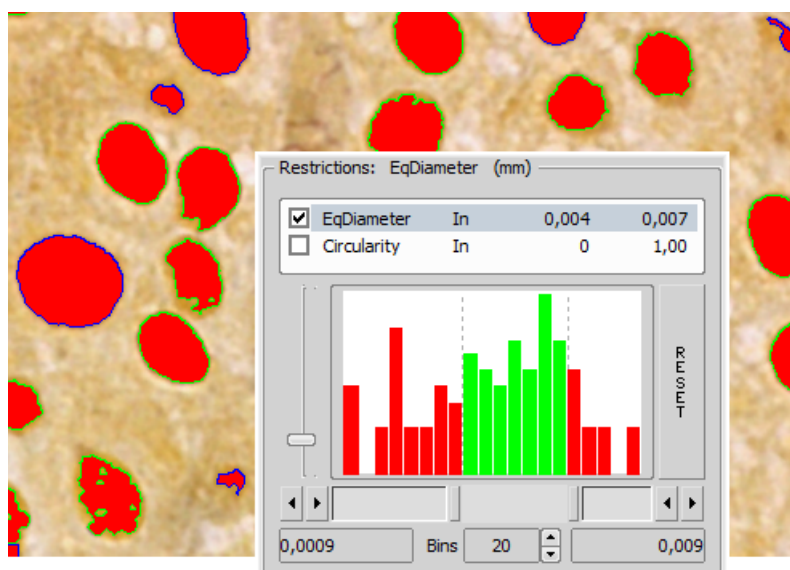 Restrictions: EqDiameter (mm)
EqDiameter In 0,004 0,007
Circularity In 0 1,00
RESET
0,0009 Bins 20 0,009